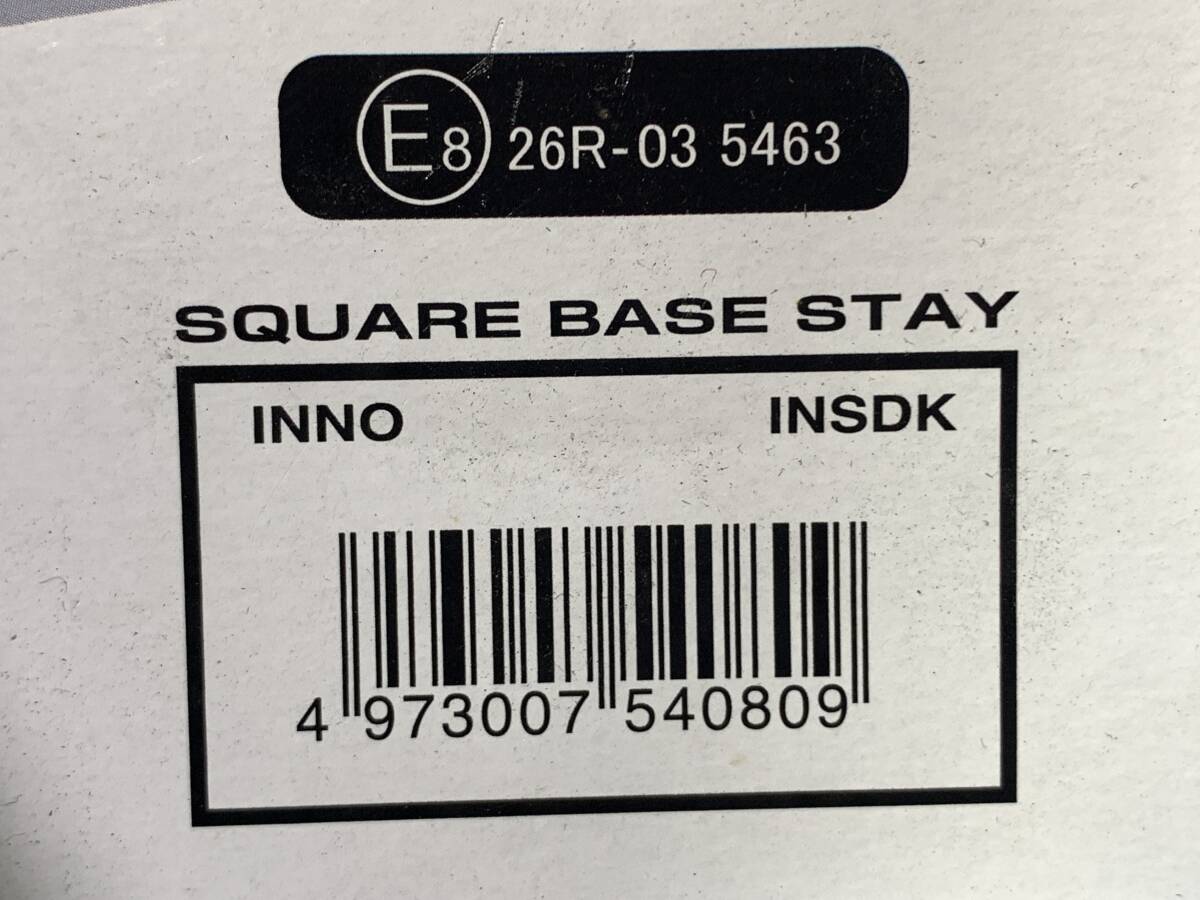 E8 26R-03 5463
SQUARE BASE STAY
INNO INSDK
4 973007 540809